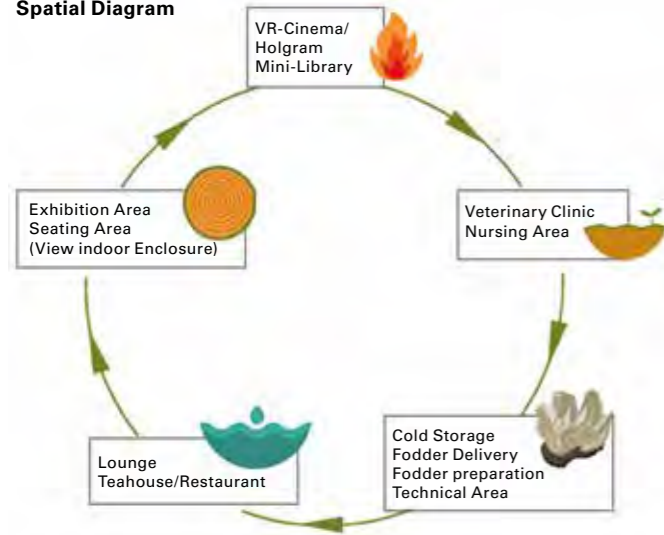 Spatial Diagram
VR-Cinema/
Holgram
Mini-Library
Veterinary Clinic
Nursing Area
Cold Storage
Fodder Delivery
Fodder preparation
Technical Area
Lounge
Teahouse/Restaurant
Exhibition Area
Seating Area
(View indoor Enclosure)